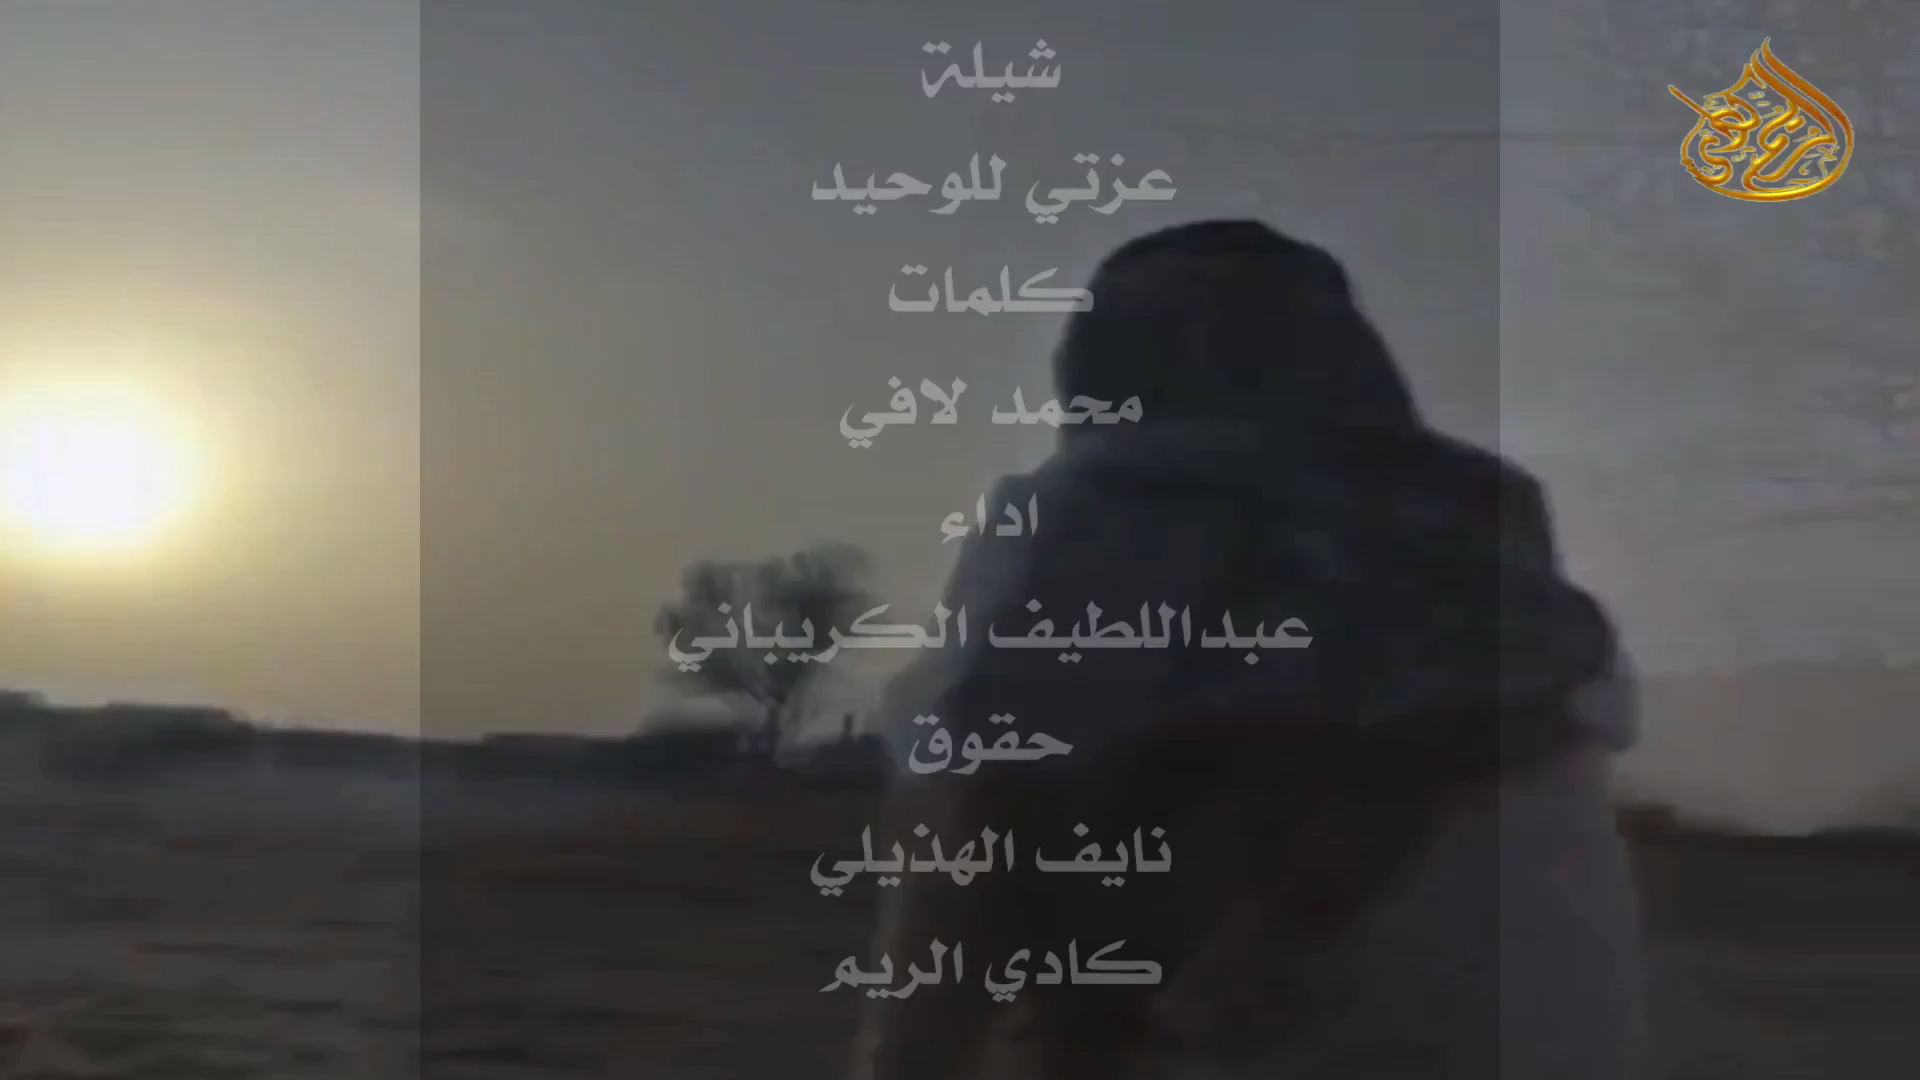 شيلة
عزتي للوحيد
كلمات
محمد لافي
اداء
عبداللطيف الكريباني
حقوق
نايف الهذيلي
كادي الريم